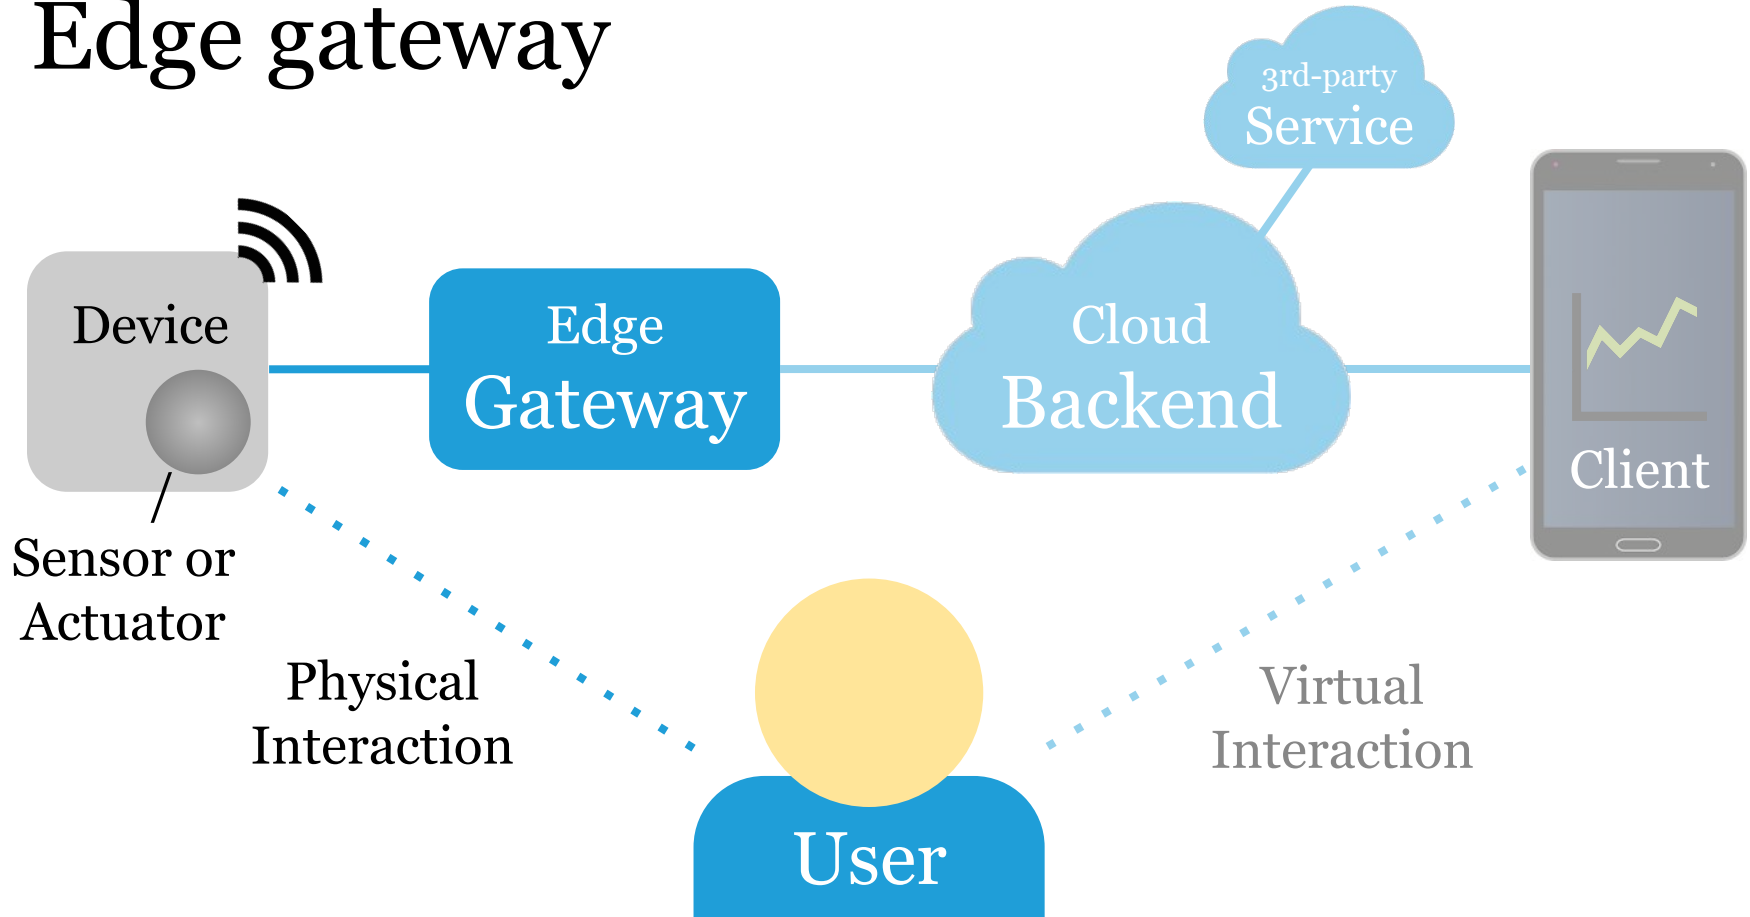 Edge gateway
3rd-party
Service
Device
Edge
Gateway
Cloud
Backend
Client
Sensor or
Actuator
Physical
Interaction
Virtual
Interaction
User